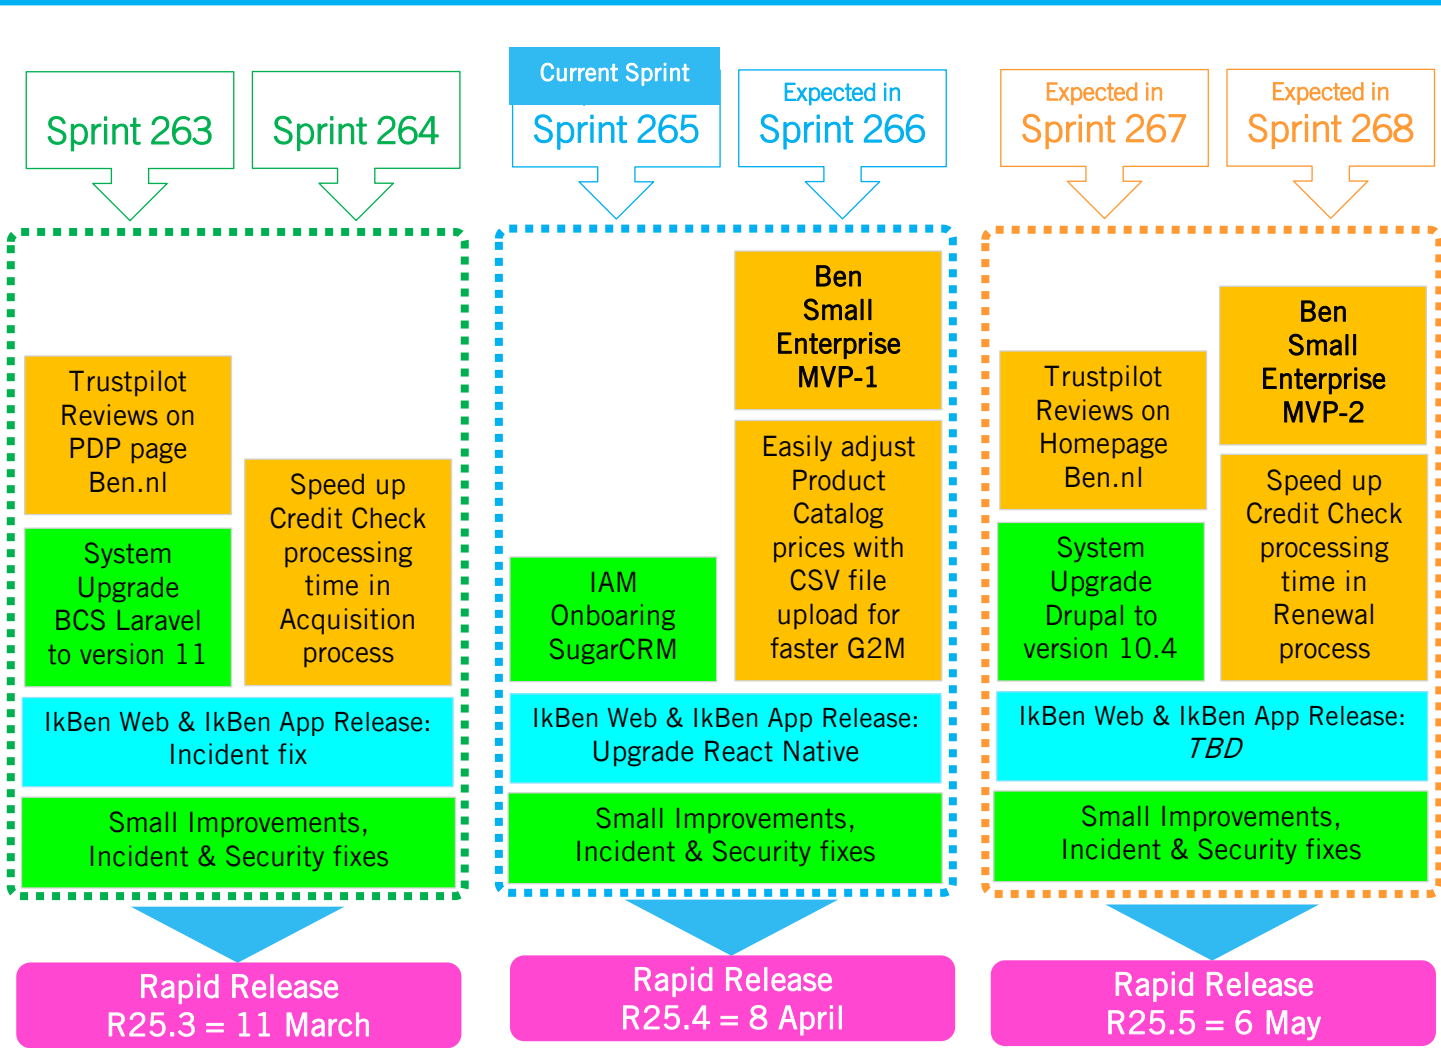 Sprint 263
Sprint 264
Current Sprint
Sprint 265
Expected in
Sprint 266
Expected in
Sprint 267
Expected in
Sprint 268
Trustpilot
Reviews on
PDP page
Ben.nl
System
Upgrade
BCS Laravel
to version 11
Speed up
Credit Check
processing
time in
Acquisition
process
IkBen Web & IkBen App Release:
Incident fix
Small Improvements,
Incident & Security fixes
Rapid Release
R25.3 = 11 March
IAM
Onboaring
SugarCRM
Ben
Small
Enterprise
MVP-1
Easily adjust
Product
Catalog
prices with
CSV file
upload for
faster G2M
IkBen Web & IkBen App Release:
Upgrade React Native
Small Improvements,
Incident & Security fixes
Rapid Release
R25.4 = 8 April
Trustpilot
Reviews on
Homepage
Ben.nl
System
Upgrade
Drupal to
version 10.4
Ben
Small
Enterprise
MVP-2
Speed up
Credit Check
processing
time in
Renewal
process
IkBen Web & IkBen App Release:
TBD
Small Improvements,
Incident & Security fixes
Rapid Release
R25.5 = 6 May